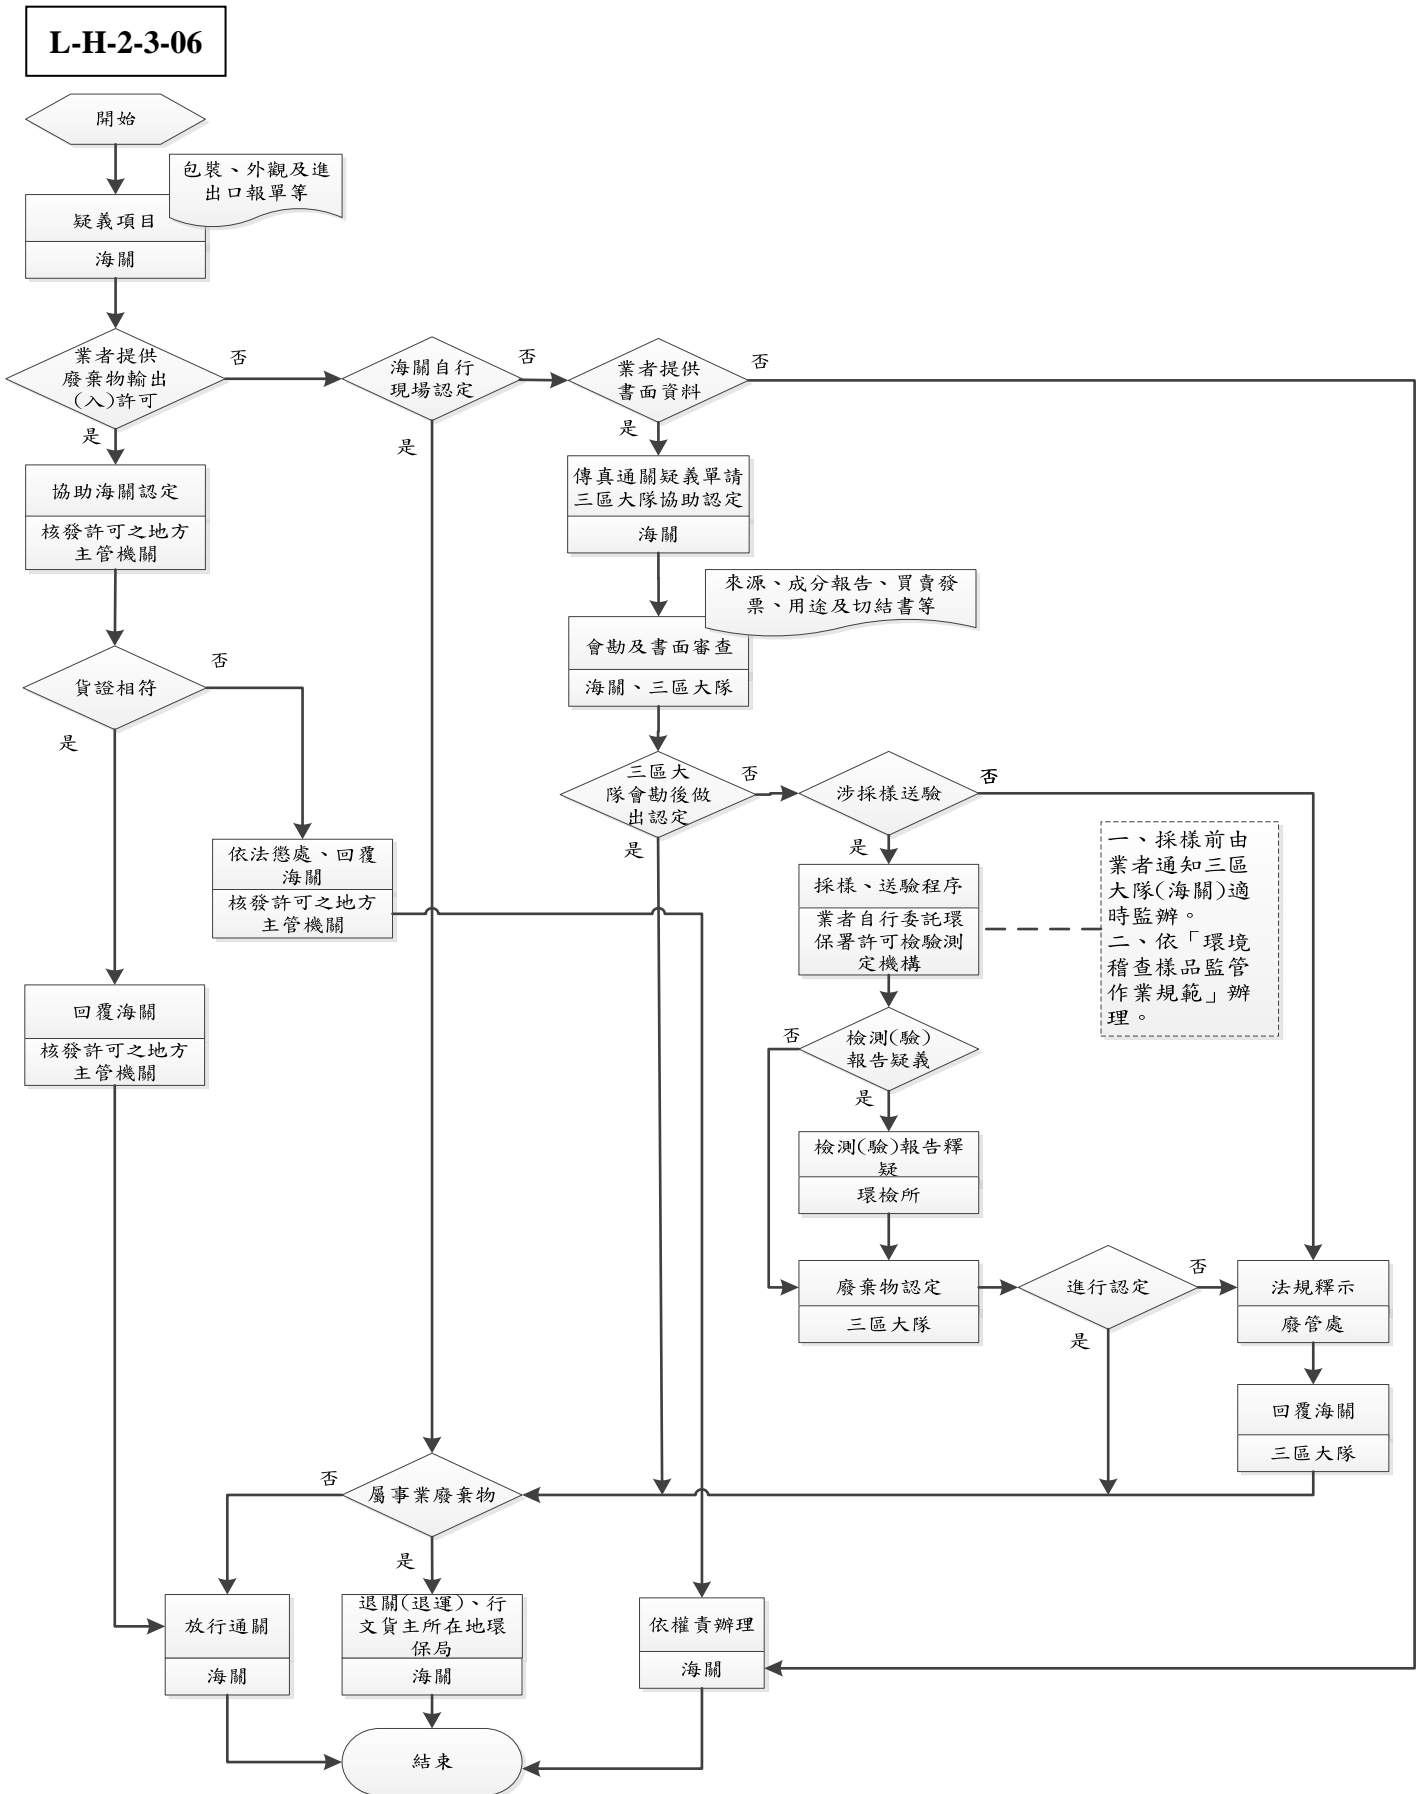 L-H-2-3-06
開始
包裝、外觀及進
出口報單等
疑義項目
海關
業者提供
廢棄物輸出
(入)許可
否
是
海關自行
現場認定
否
是
業者提供
書面資料
否
是
協助海關認定
核發許可之地方
主管機關
傳真通關疑義單請
三區大隊協助認定
海關
來源、成分報告、買賣發
票、用途及切結書等
會勘及書面審查
海關、三區大隊
貨證相符
否
是
三區大
隊會勘後做
出認定
否
是
涉採樣送驗
否
是
依法懲處、回覆
海關
核發許可之地方
主管機關
採樣、送驗程序
業者自行委託環
保署許可檢驗測
定機構
一、採樣前由
業者通知三區
大隊(海關)適
時監辦。
二、依「環境
稽查樣品監管
作業規範」辦
理。
回覆海關
核發許可之地方
主管機關
檢測(驗)
報告疑義
否
是
檢測(驗)報告釋
疑
環檢所
廢棄物認定
三區大隊
進行認定
否
是
法規釋示
廢管處
回覆海關
三區大隊
屬事業廢棄物
否
是
放行通關
海關
退關(退運)、行
文貨主所在地環
保局
海關
依權責辦理
海關
結束